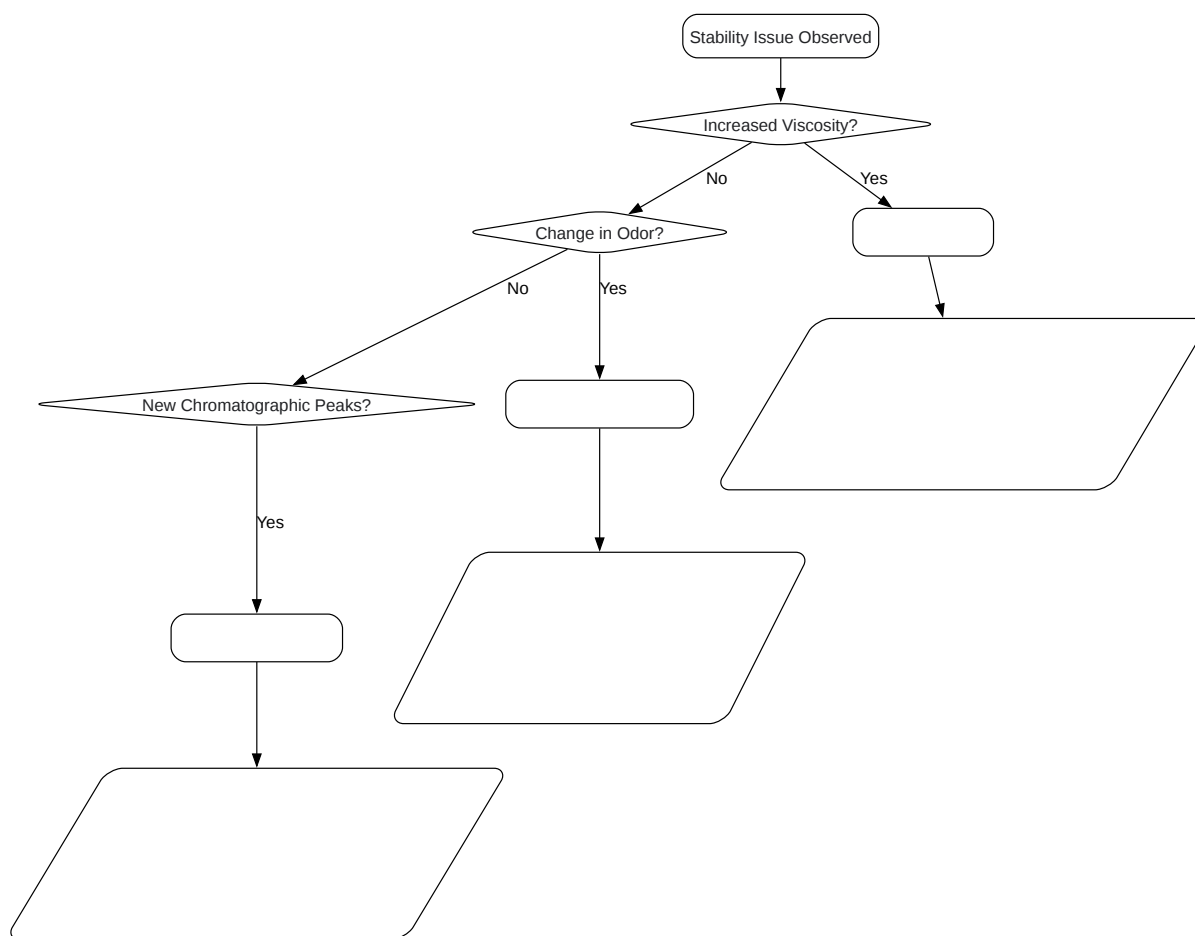 Stability Issue Observed
Increased Viscosity?
No
Yes
Change in Odor?
No
Yes
New Chromatographic Peaks?
Yes